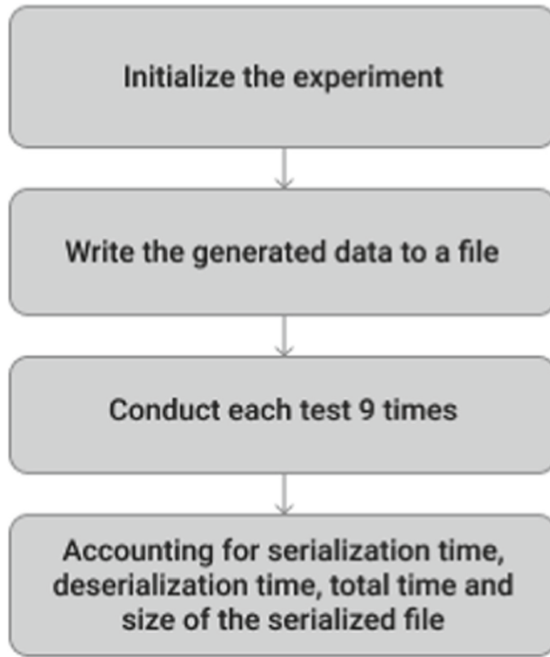 Initialize the experiment
Write the generated data to a file
Conduct each test 9 times
Accounting for serialization time,
deserialization time, total time and
size of the serialized file